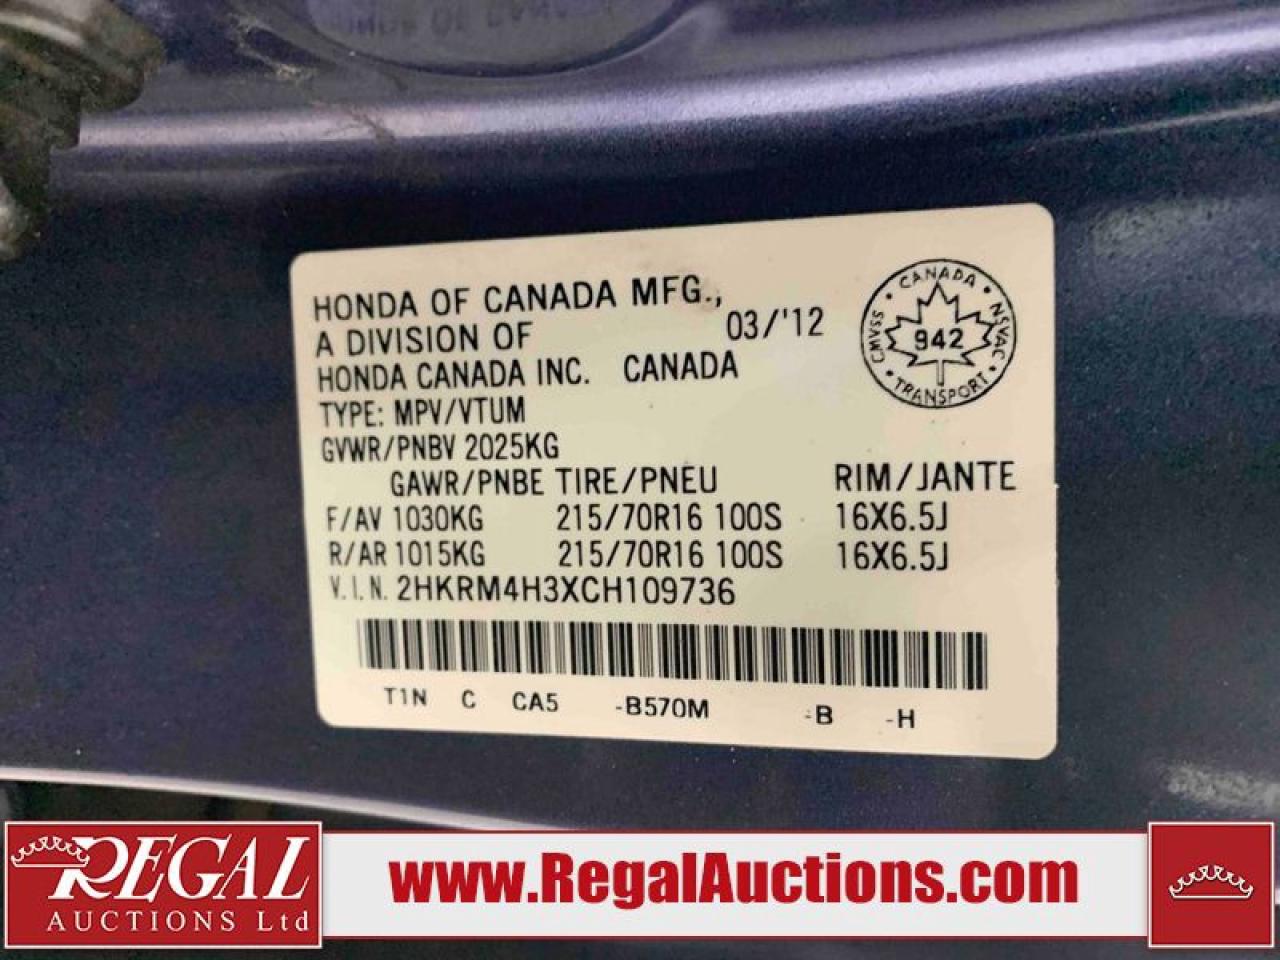 HONDA OF CANADA MFG.,
A DIVISION OF 03/'12
HONDA CANADA INC. CANADA
CANADA
CMVSS
NSVAC
942
TRANSPORT
TYPE: MPV/VTUM
GVWR/PNBV 2025KG
GAWR/PNBE TIRE/PNEU RIM/JANTE
F/AV 1030KG 215/70R16 100S 16X6.5J
R/AR 1015KG 215/70R16 100S 16X6.5J
V.I.N. 2HKRM4H3XCH109736
T1N C CA5 -B570M -B -H
REGAL
AUCTIONS Ltd
www.RegalAuctions.com